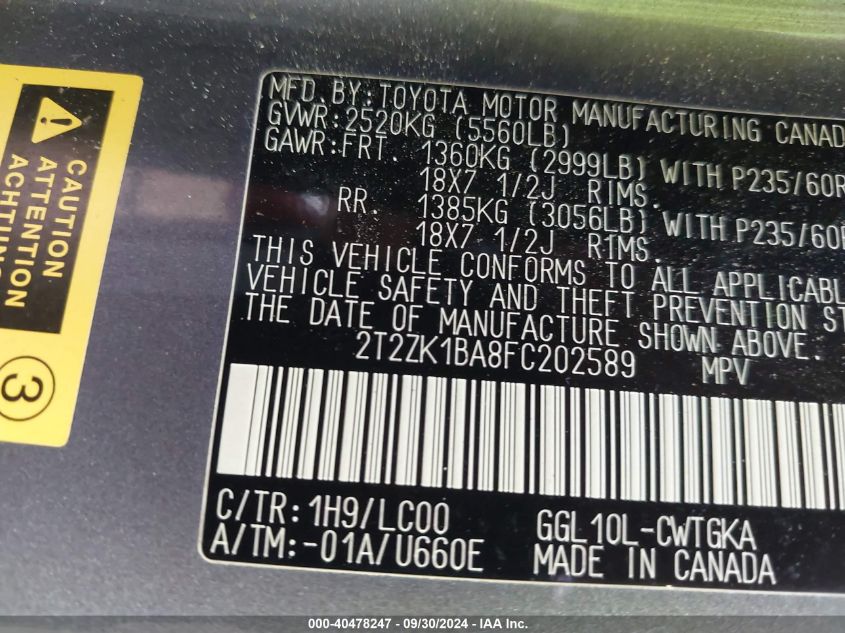 MFD. BY: TOYOTA MOTOR MANUFACTURING CANADA
GVWR: 2520KG (5560LB)
GAWR: FRT. 1360KG (2999LB) WITH P235/60R
18X7 1/2J RIMS.
RR. 1385KG (3056LB) WITH P235/60R
18X7 1/2J RIMS.
THIS VEHICLE CONFORMS TO ALL APPLICABL
VEHICLE SAFETY AND THEFT PREVENTION ST
THE DATE OF MANUFACTURE SHOWN ABOVE.
2T2ZK1BA8FC202589 MPV
C/TR: 1H9/LC00 GGL10L-CWTGKA
A/TM:-01A/U660E MADE IN CANADA
CAUTION
ATTENTION
ACHTUNG
3
000-40478247 - 09/30/2024 - IAA Inc.